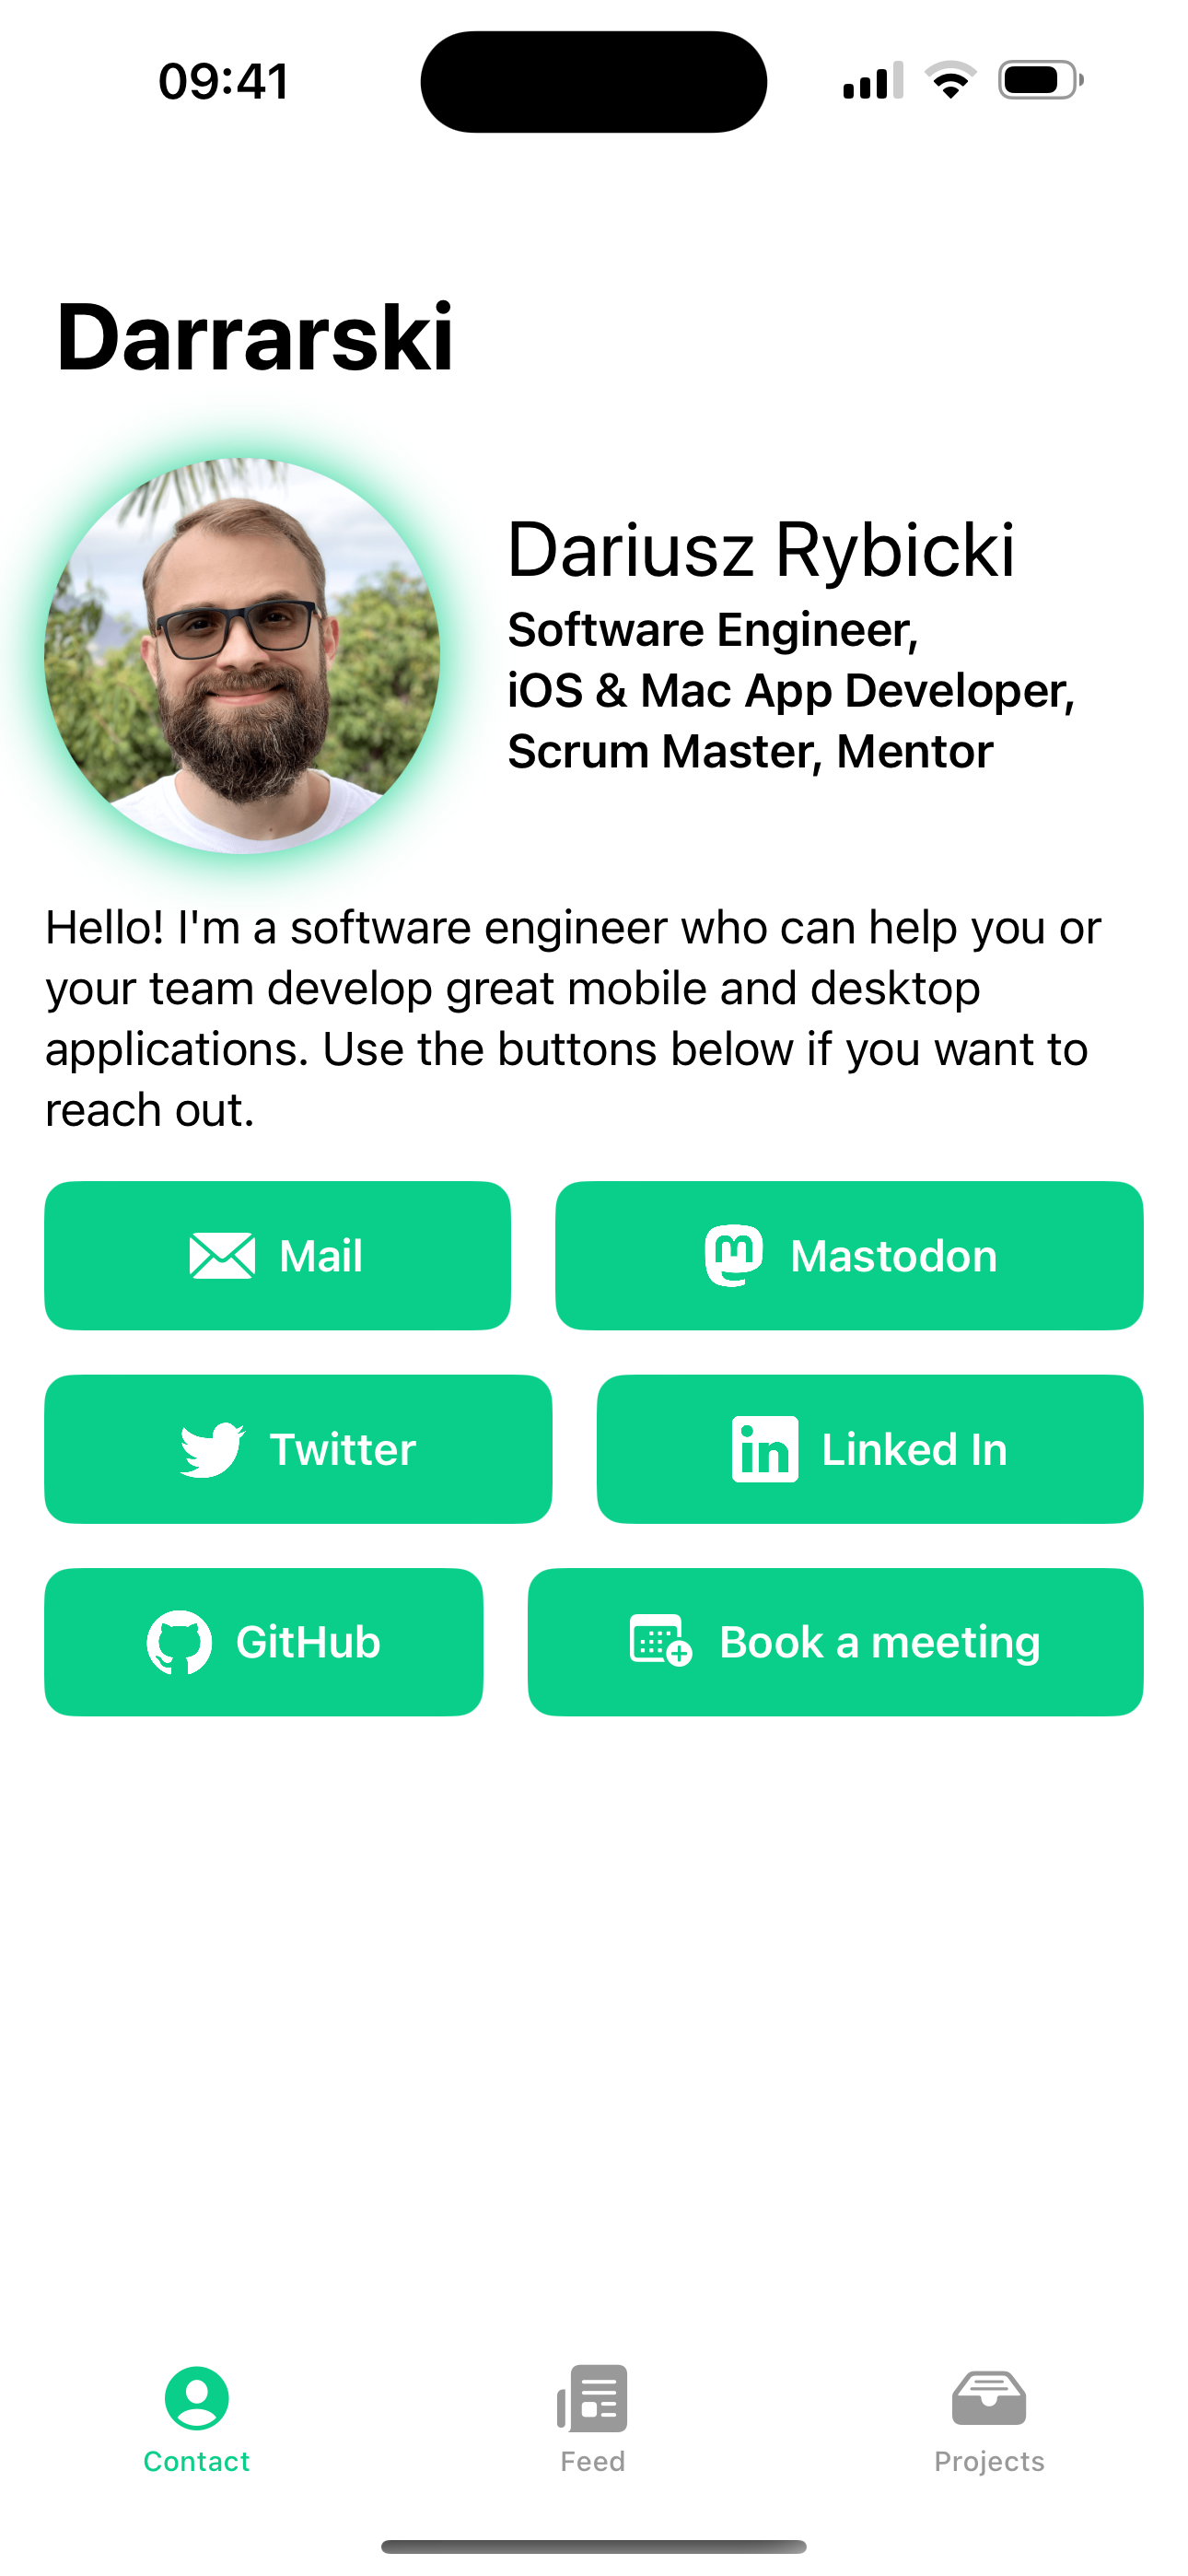 09:41
Darrarski
Dariusz Rybicki
Software Engineer,
iOS & Mac App Developer,
Scrum Master, Mentor
Hello! I'm a software engineer who can help you or
your team develop great mobile and desktop
applications. Use the buttons below if you want to
reach out.
Mail
Mastodon
Twitter
Linked In
GitHub
Book a meeting
Contact
Feed
Projects